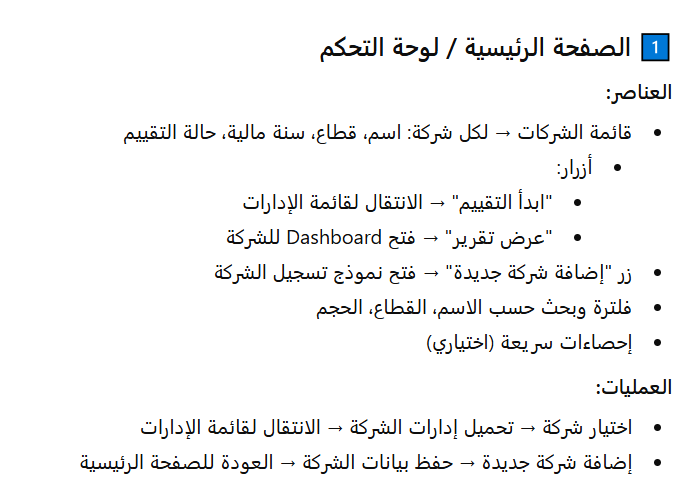 1 الصفحة الرئيسية / لوحة التحكم
العناصر:
• قائمة الشركات → لكل شركة: اسم، قطاع، سنة مالية، حالة التقييم
• أزرار:
• "ابدأ التقييم" → الانتقال لقائمة الإدارات
• "عرض تقرير" → فتح Dashboard للشركة
• زر "إضافة شركة جديدة" → فتح نموذج تسجيل الشركة
• فلترة وبحث حسب الاسم، القطاع، الحجم
• إحصاءات سريعة (اختياري)
العمليات:
• اختيار شركة → تحميل إدارات الشركة → الانتقال لقائمة الإدارات
• إضافة شركة جديدة → حفظ بيانات الشركة → العودة للصفحة الرئيسية